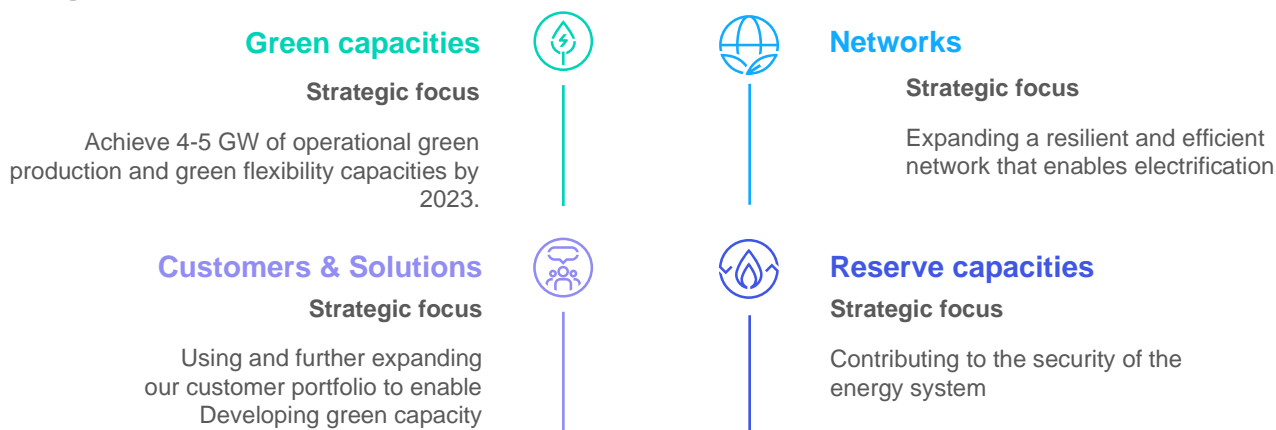 Green capacities
Strategic focus
Achieve 4-5 GW of operational green
production and green flexibility capacities by
2023.
Networks
Strategic focus
Expanding a resilient and efficient
network that enables electrification
Customers & Solutions
Strategic focus
Using and further expanding
our customer portfolio to enable
Developing green capacity
Reserve capacities
Strategic focus
Contributing to the security of the
energy system